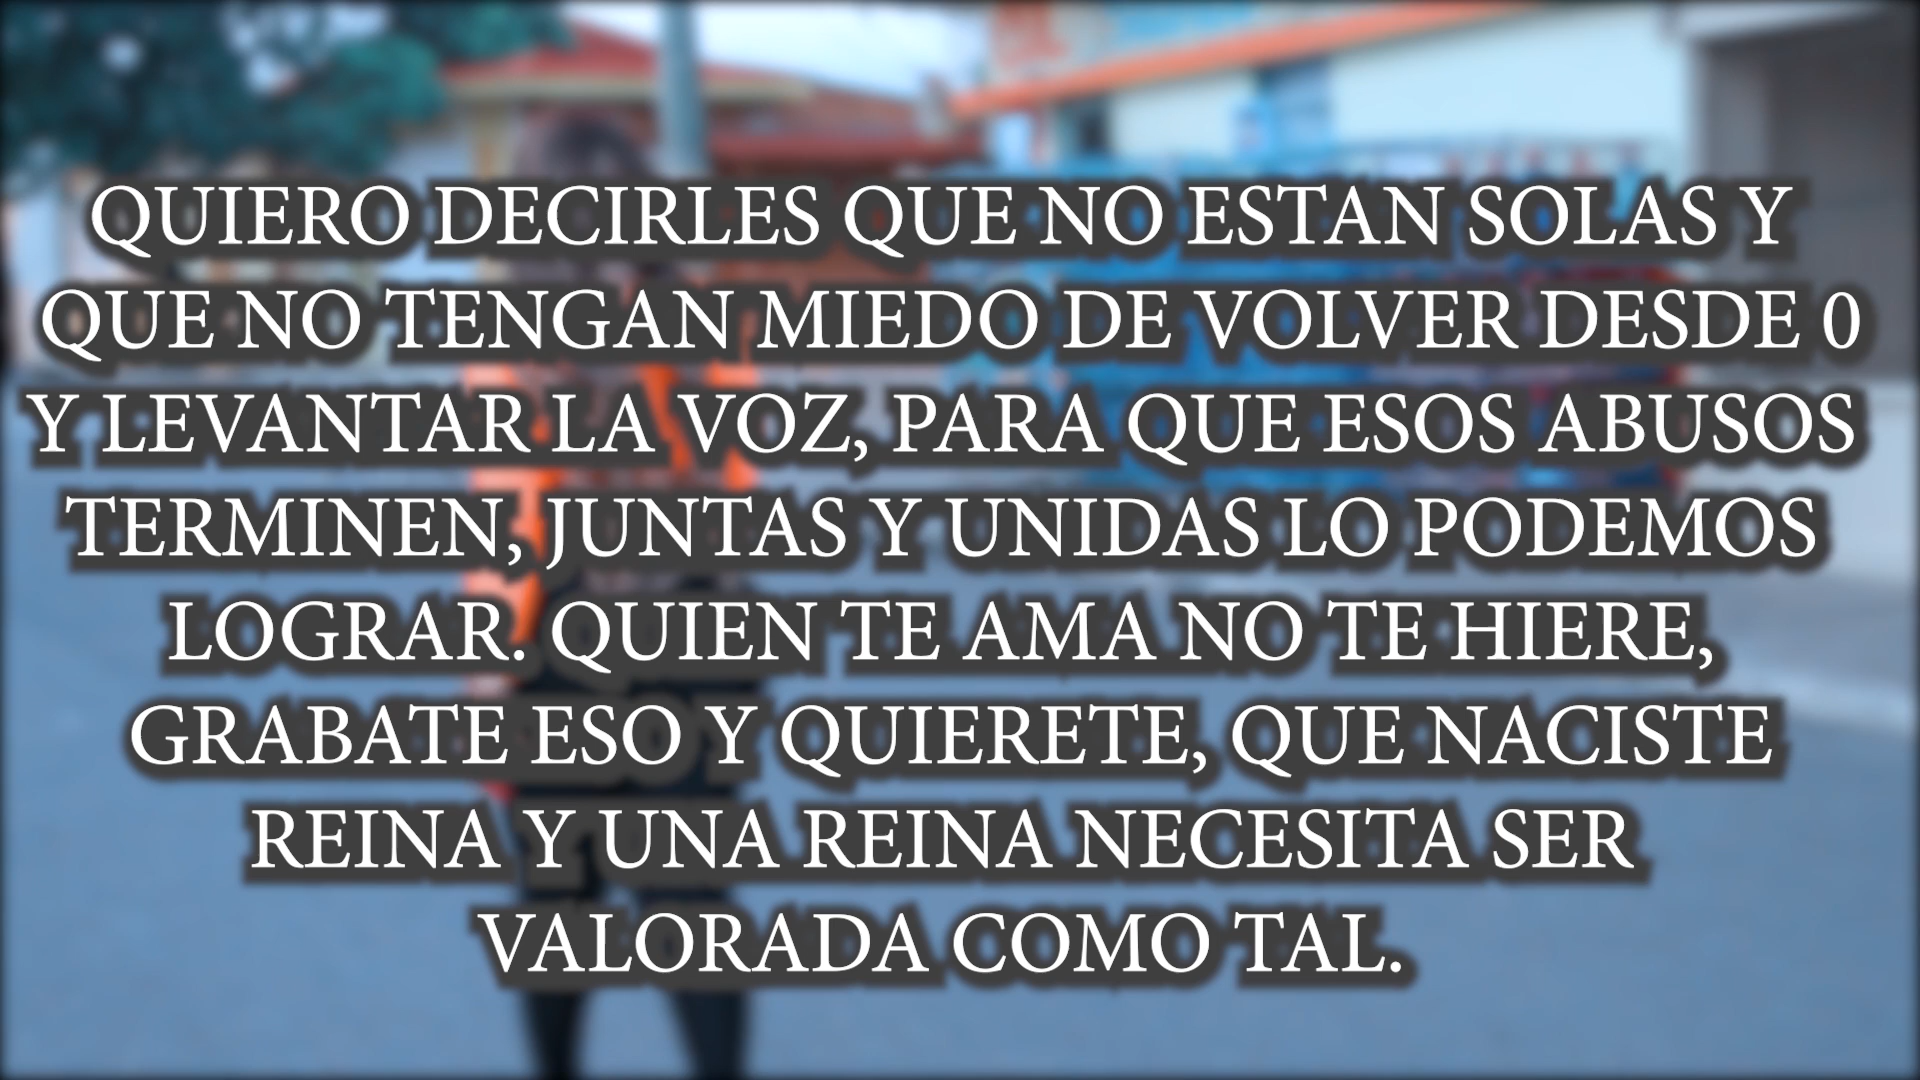 QUIERO DECIRLES QUE NO ESTAN SOLAS Y
QUE NO TENGAN MIEDO DE VOLVER DESDE 0
Y LEVANTAR LA VOZ, PARA QUE ESOS ABUSOS
TERMINEN, JUNTAS Y UNIDAS LO PODEMOS
LOGRAR. QUIEN TE AMA NO TE HIERE,
GRABATE ESO Y QUIERETE, QUE NACISTE
REINA Y UNA REINA NECESITA SER
VALORADA COMO TAL.